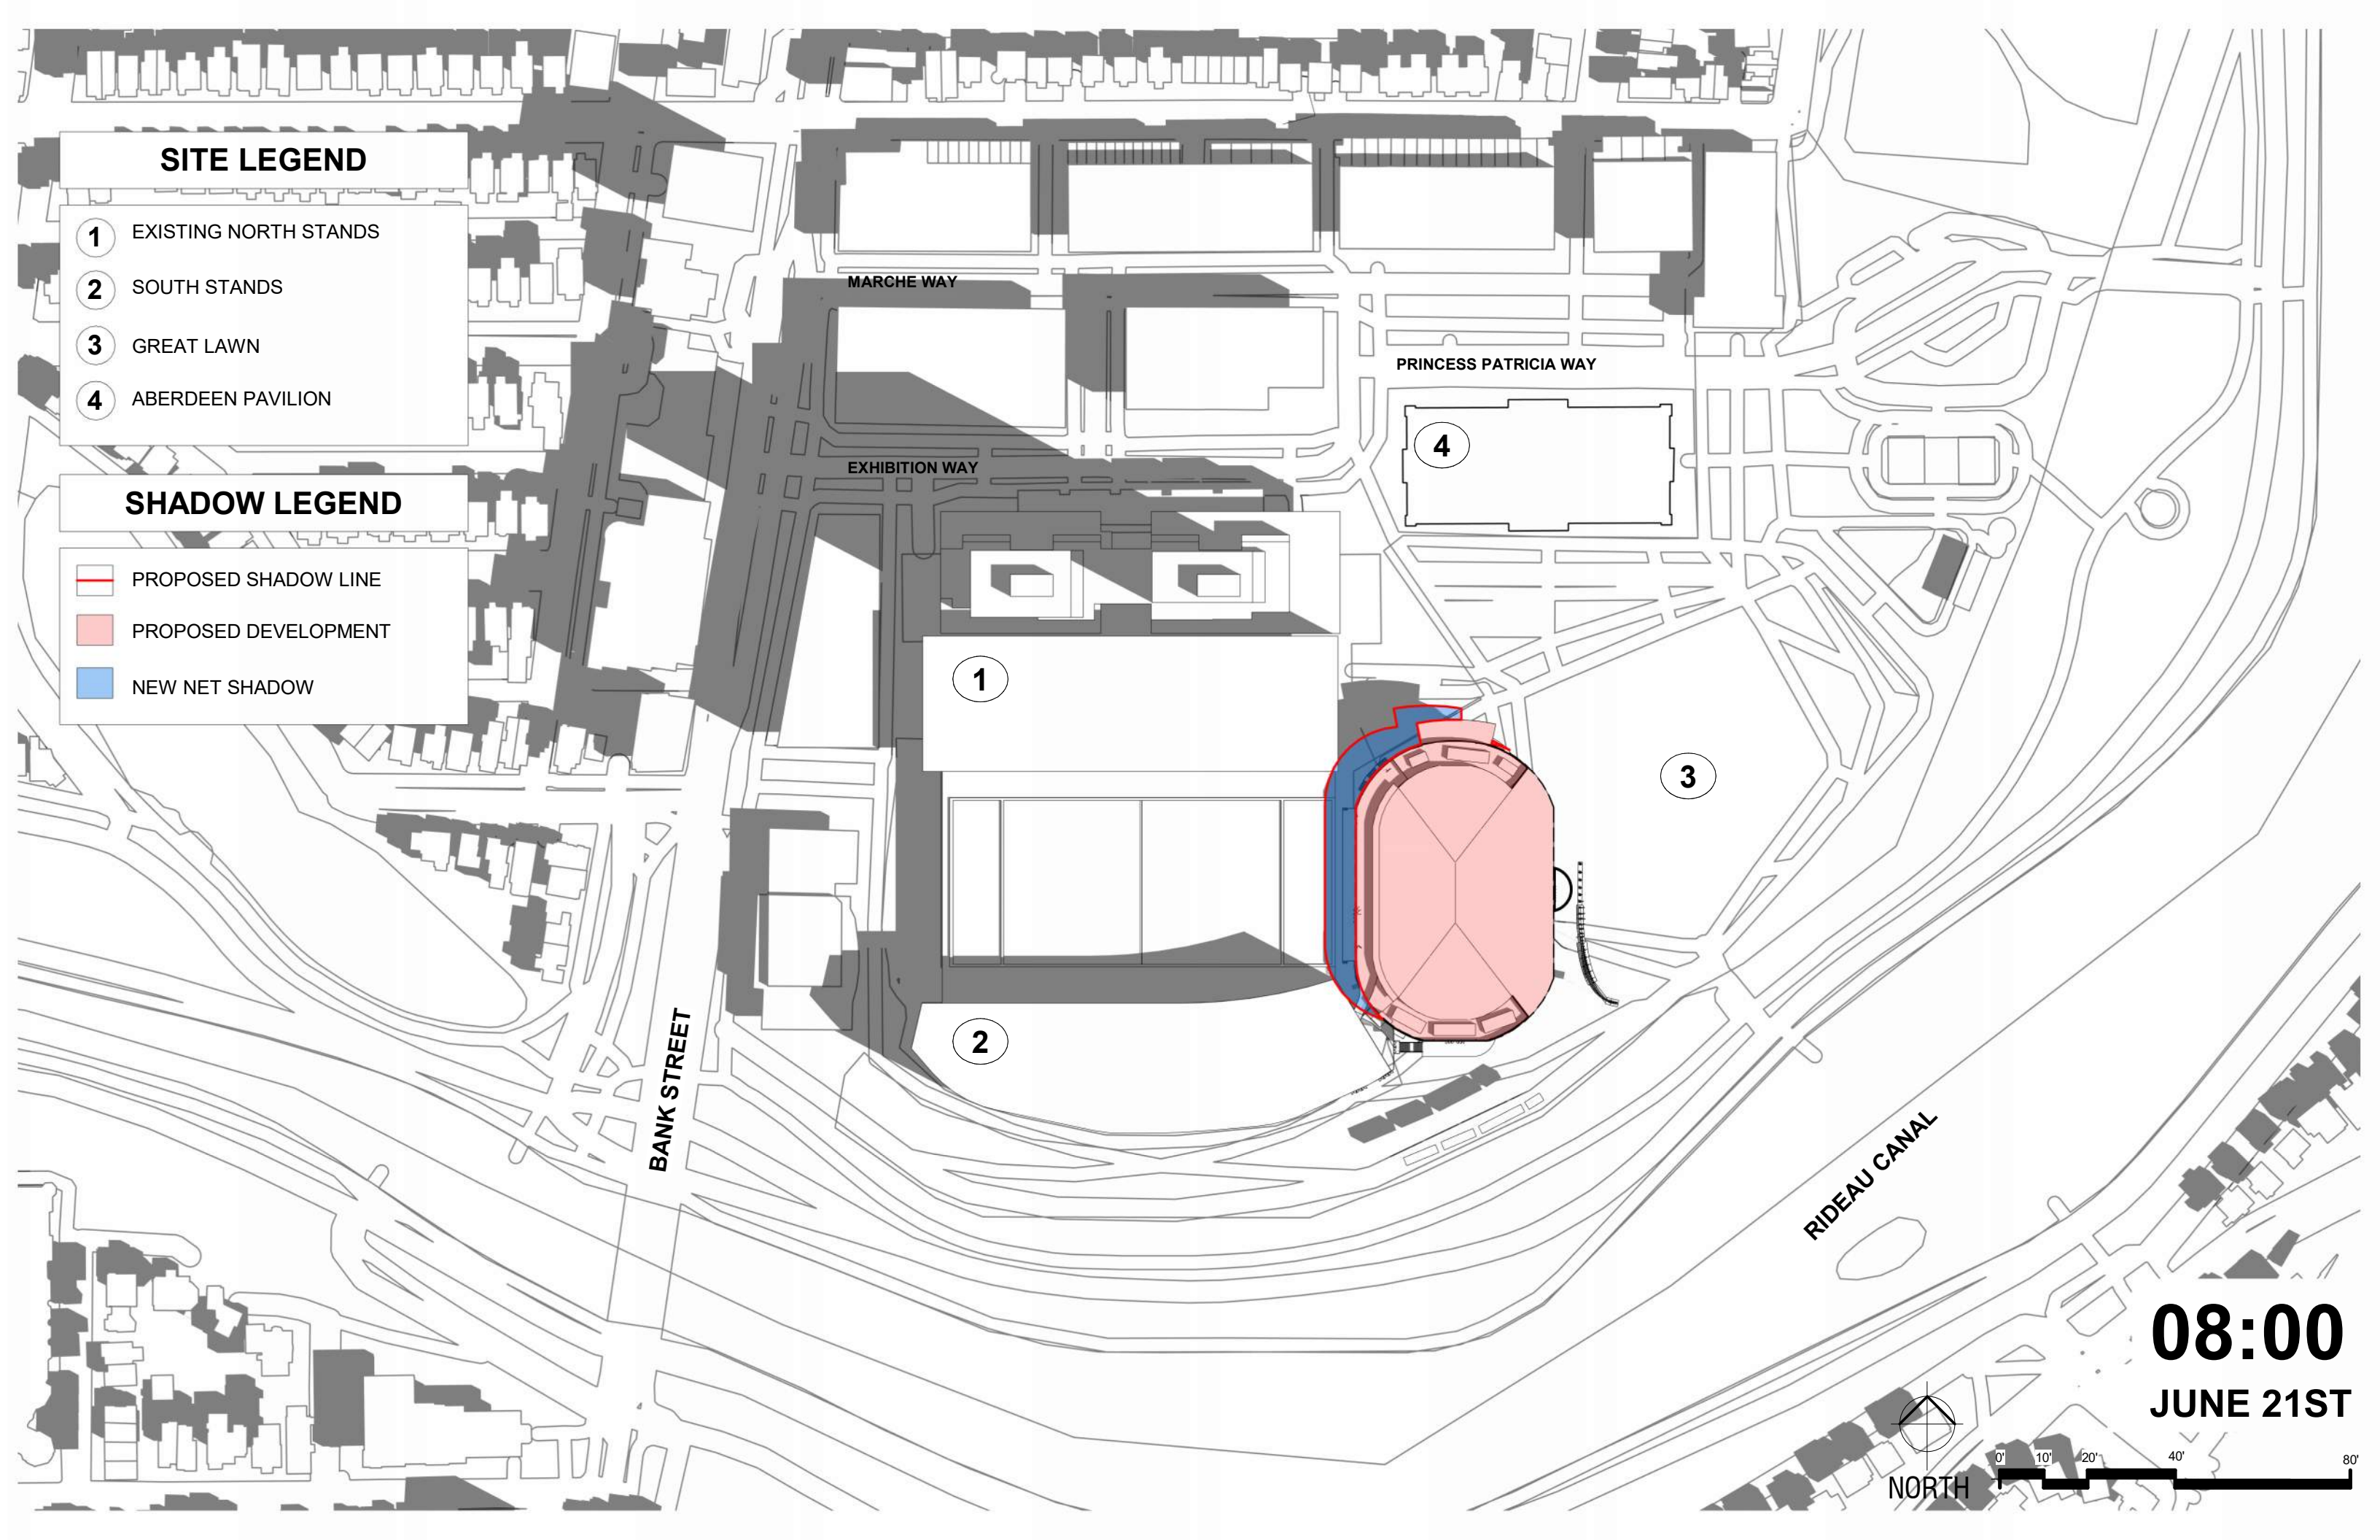 SITE LEGEND
1 EXISTING NORTH STANDS
2 SOUTH STANDS
3 GREAT LAWN
4 ABERDEEN PAVILION
SHADOW LEGEND
PROPOSED SHADOW LINE
PROPOSED DEVELOPMENT
NEW NET SHADOW
MARCHE WAY
PRINCESS PATRICIA WAY
4
EXHIBITION WAY
1
3
2
BANK STREET
RIDEAU CANAL
08:00
JUNE 21ST
NORTH
0' 10' 20' 40' 80'